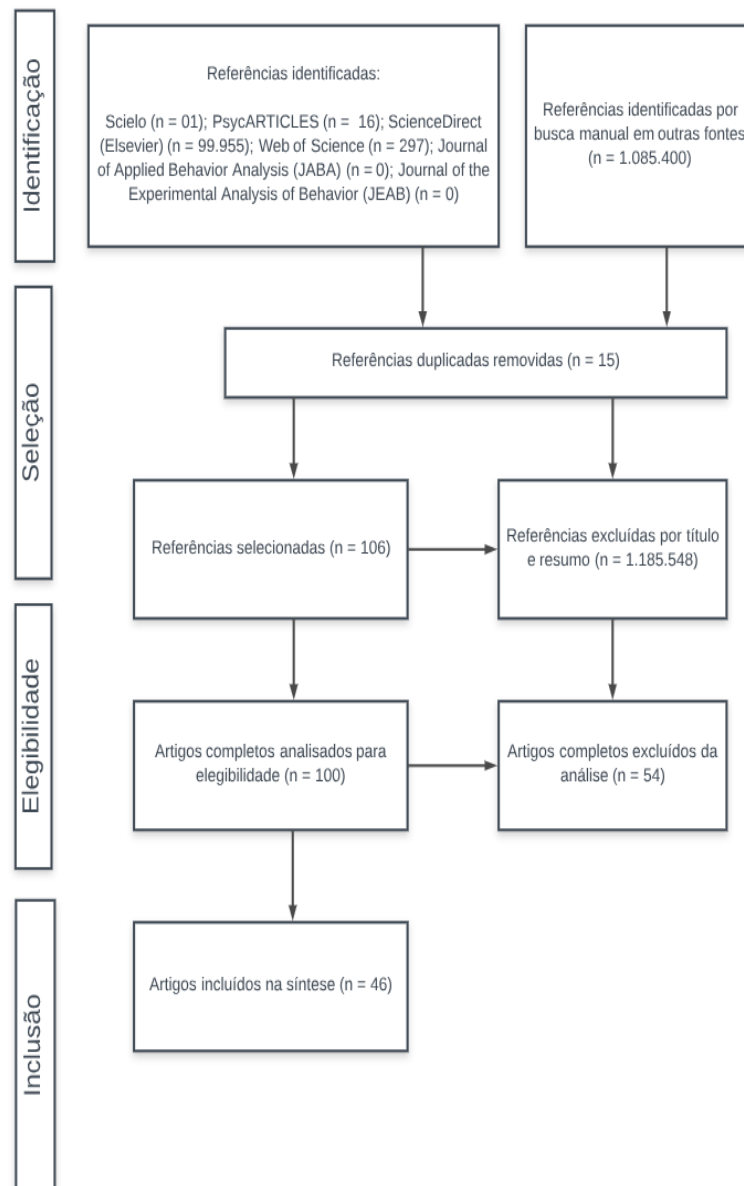 Identificação
Referências identificadas:
Scielo (n = 01); PsycARTICLES (n = 16); ScienceDirect
(Elsevier) (n = 99.955); Web of Science (n = 297); Journal
of Applied Behavior Analysis (JABA) (n = 0); Journal of the
Experimental Analysis of Behavior (JEAB) (n = 0)
Referências identificadas por
busca manual em outras fontes
(n = 1.085.400)
Seleção
Referências duplicadas removidas (n = 15)
Referências selecionadas (n = 106)
Referências excluídas por título
e resumo (n = 1.185.548)
Elegibilidade
Artigos completos analisados para
elegibilidade (n = 100)
Artigos completos excluídos da
análise (n = 54)
Inclusão
Artigos incluídos na síntese (n = 46)